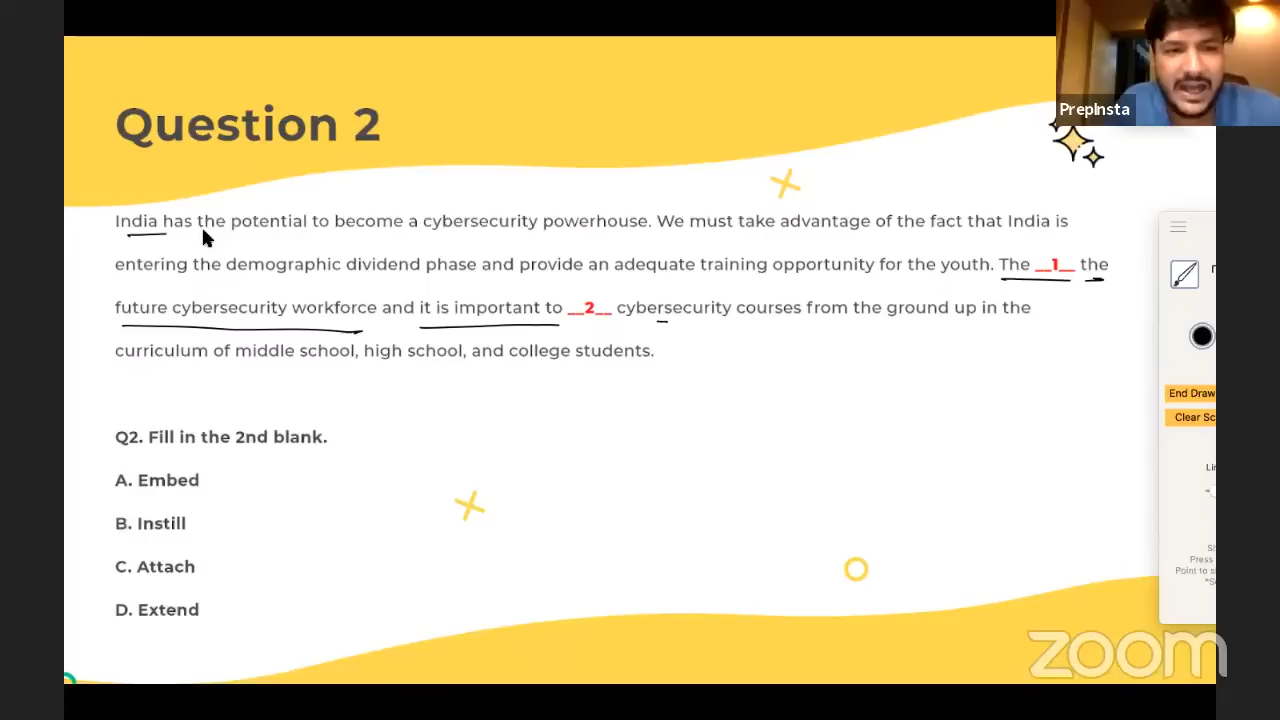 PrepInsta
Question 2
India has the potential to become a cybersecurity powerhouse. We must take advantage of the fact that India is
entering the demographic dividend phase and provide an adequate training opportunity for the youth. The __1__ the
future cybersecurity workforce and it is important to __2__ cybersecurity courses from the ground up in the
curriculum of middle school, high school, and college students.
Q2. Fill in the 2nd blank.
A. Embed
B. Instill
C. Attach
D. Extend
End Draw
Clear Sc
Press
Point to s
zoom